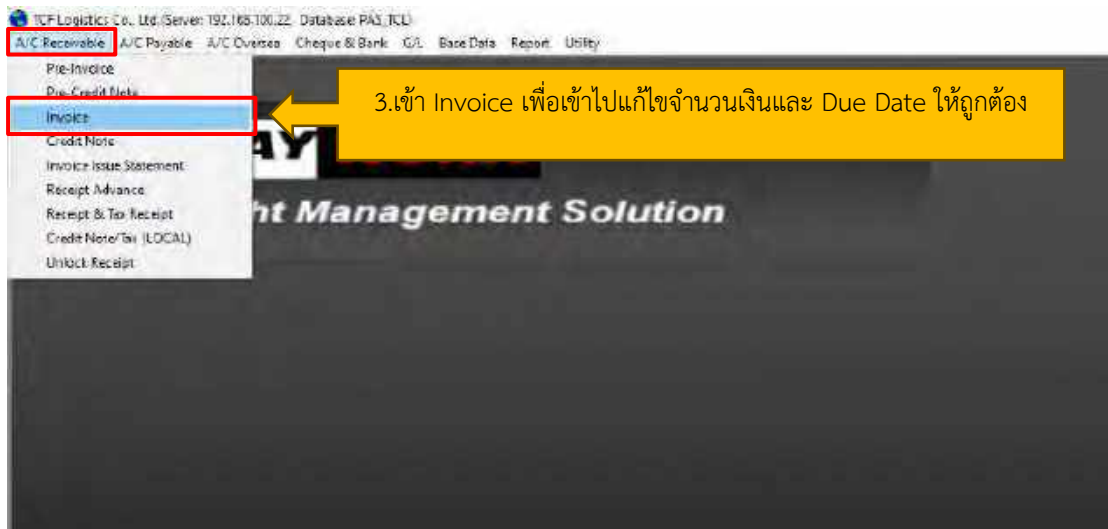 TCF Logistics Co., Ltd. (Server: 192.168.100.22, Database: PAS_TCL)
A/C Receivable A/C Payable A/C Oversea Cheque & Bank G/L Base Data Report Utility
Pre-Invoice
Pre-Credit Note
Invoice
Credit Note
Invoice Issue Statement
Receipt Advance
Receipt & Tax Receipt
Credit Note/Tax (LOCAL)
Unlock Receipt
3.เข้า Invoice เพื่อเข้าไปแก้ไขจำนวนเงินและ Due Date ให้ถูกต้อง
AY
ht Management Solution